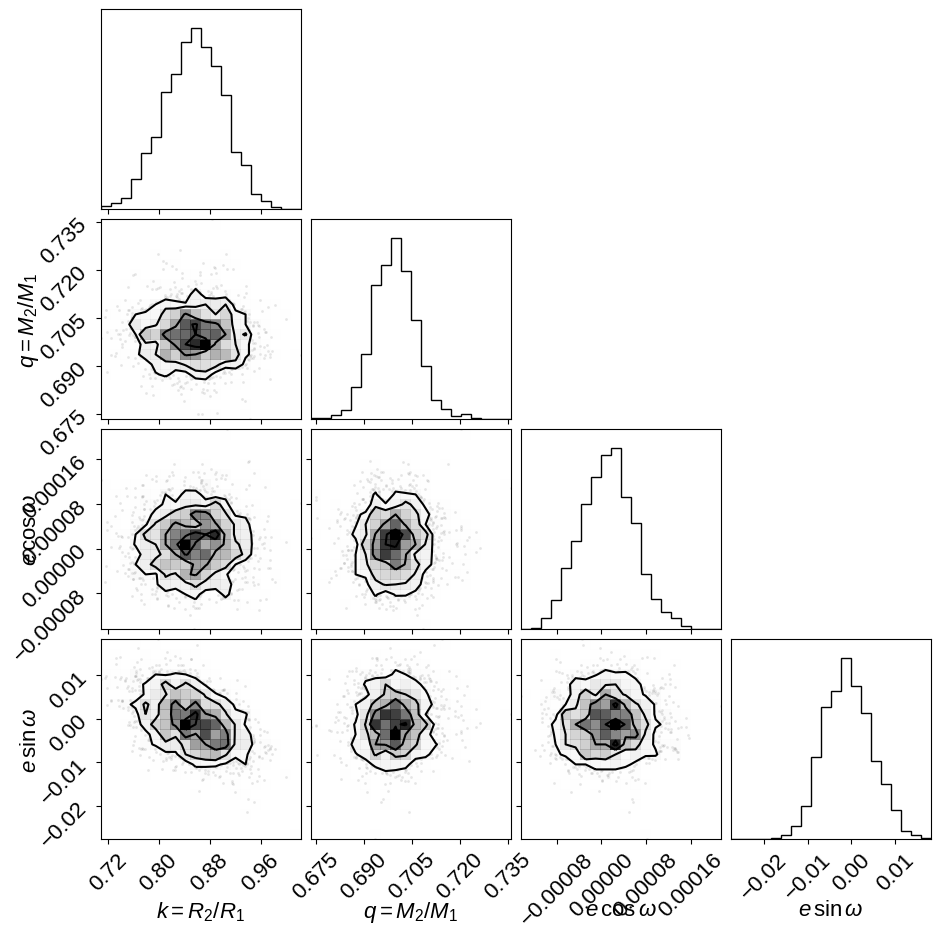 0.735
0.720
0.705
0.690
0.675
q = M₂/M₁
0.00016
0.00008
0.00000
−0.00008
e cos ω
0.01
0.00
−0.01
−0.02
e sin ω
0.72 0.80 0.88 0.96
0.675 0.690 0.705 0.720 0.735
−0.00008 0.00000 0.00008 0.00016
−0.02 −0.01 0.00 0.01
k = R₂/R₁
q = M₂/M₁
e cos ω
e sin ω